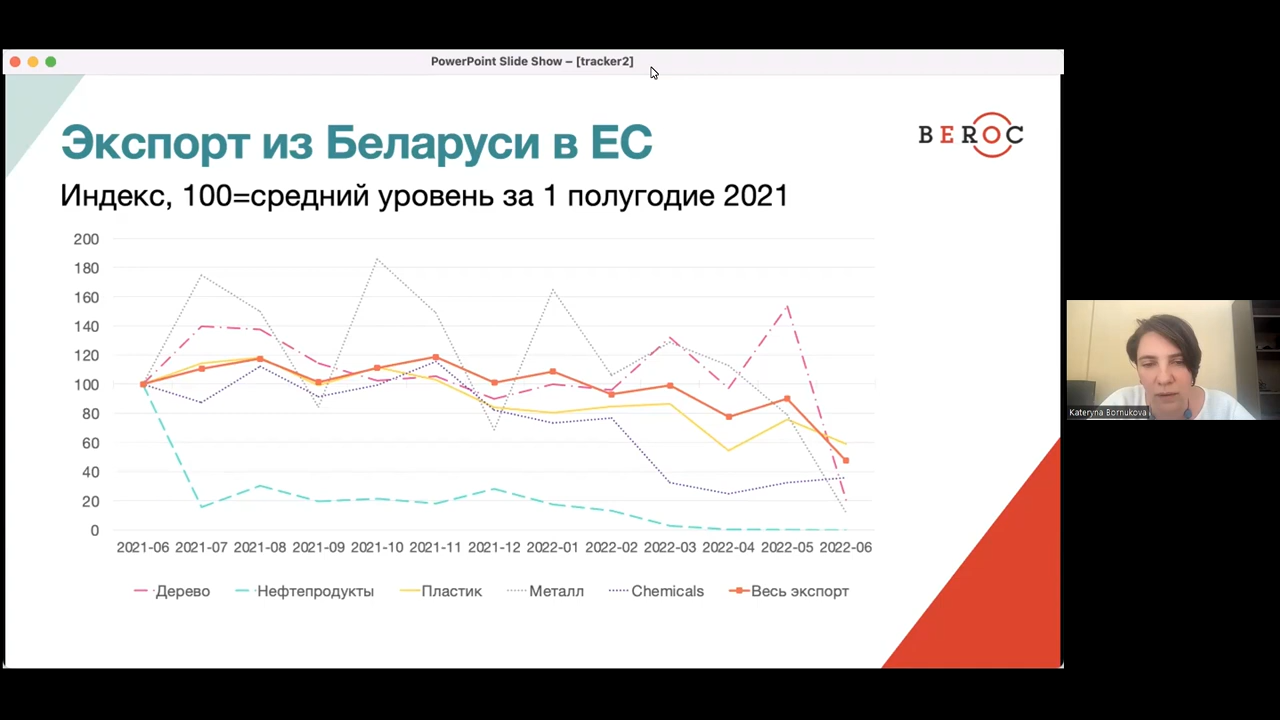 PowerPoint Slide Show – [tracker2]
Экспорт из Беларуси в ЕС
BEROC
Индекс, 100=средний уровень за 1 полугодие 2021
200
180
160
140
120
100
80
60
40
20
0
2021-06 2021-07 2021-08 2021-09 2021-10 2021-11 2021-12 2022-01 2022-02 2022-03 2022-04 2022-05 2022-06
Дерево Нефтепродукты Пластик Металл Chemicals Весь экспорт
Kateryna Bornukova